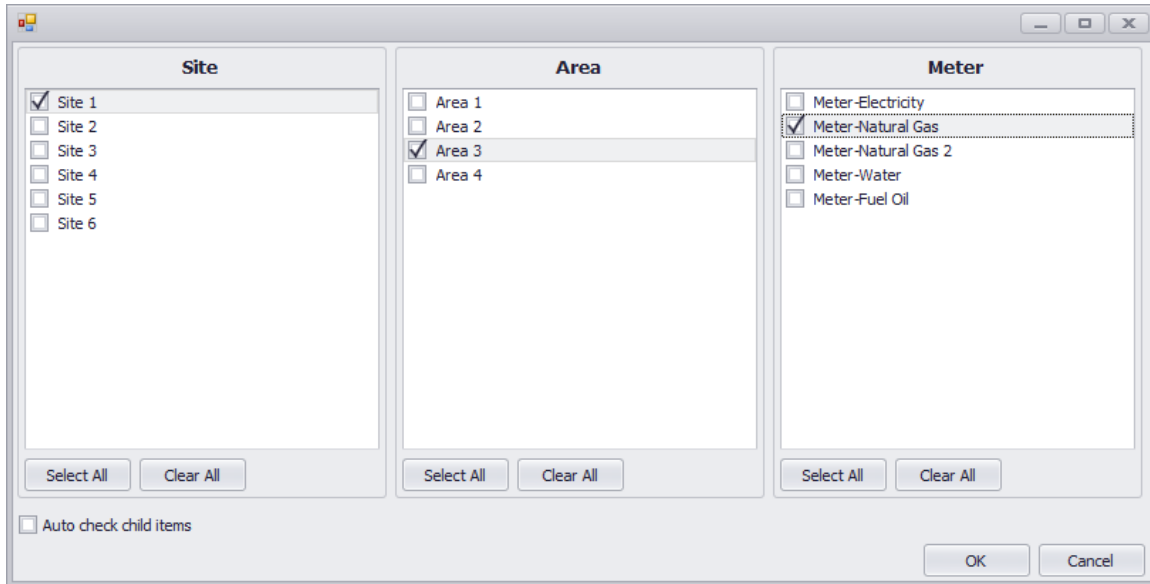 Site
Site 1
Site 2
Site 3
Site 4
Site 5
Site 6
Select All
Clear All
Area
Area 1
Area 2
Area 3
Area 4
Select All
Clear All
Meter
Meter-Electricity
Meter-Natural Gas
Meter-Natural Gas 2
Meter-Water
Meter-Fuel Oil
Select All
Clear All
Auto check child items
OK
Cancel